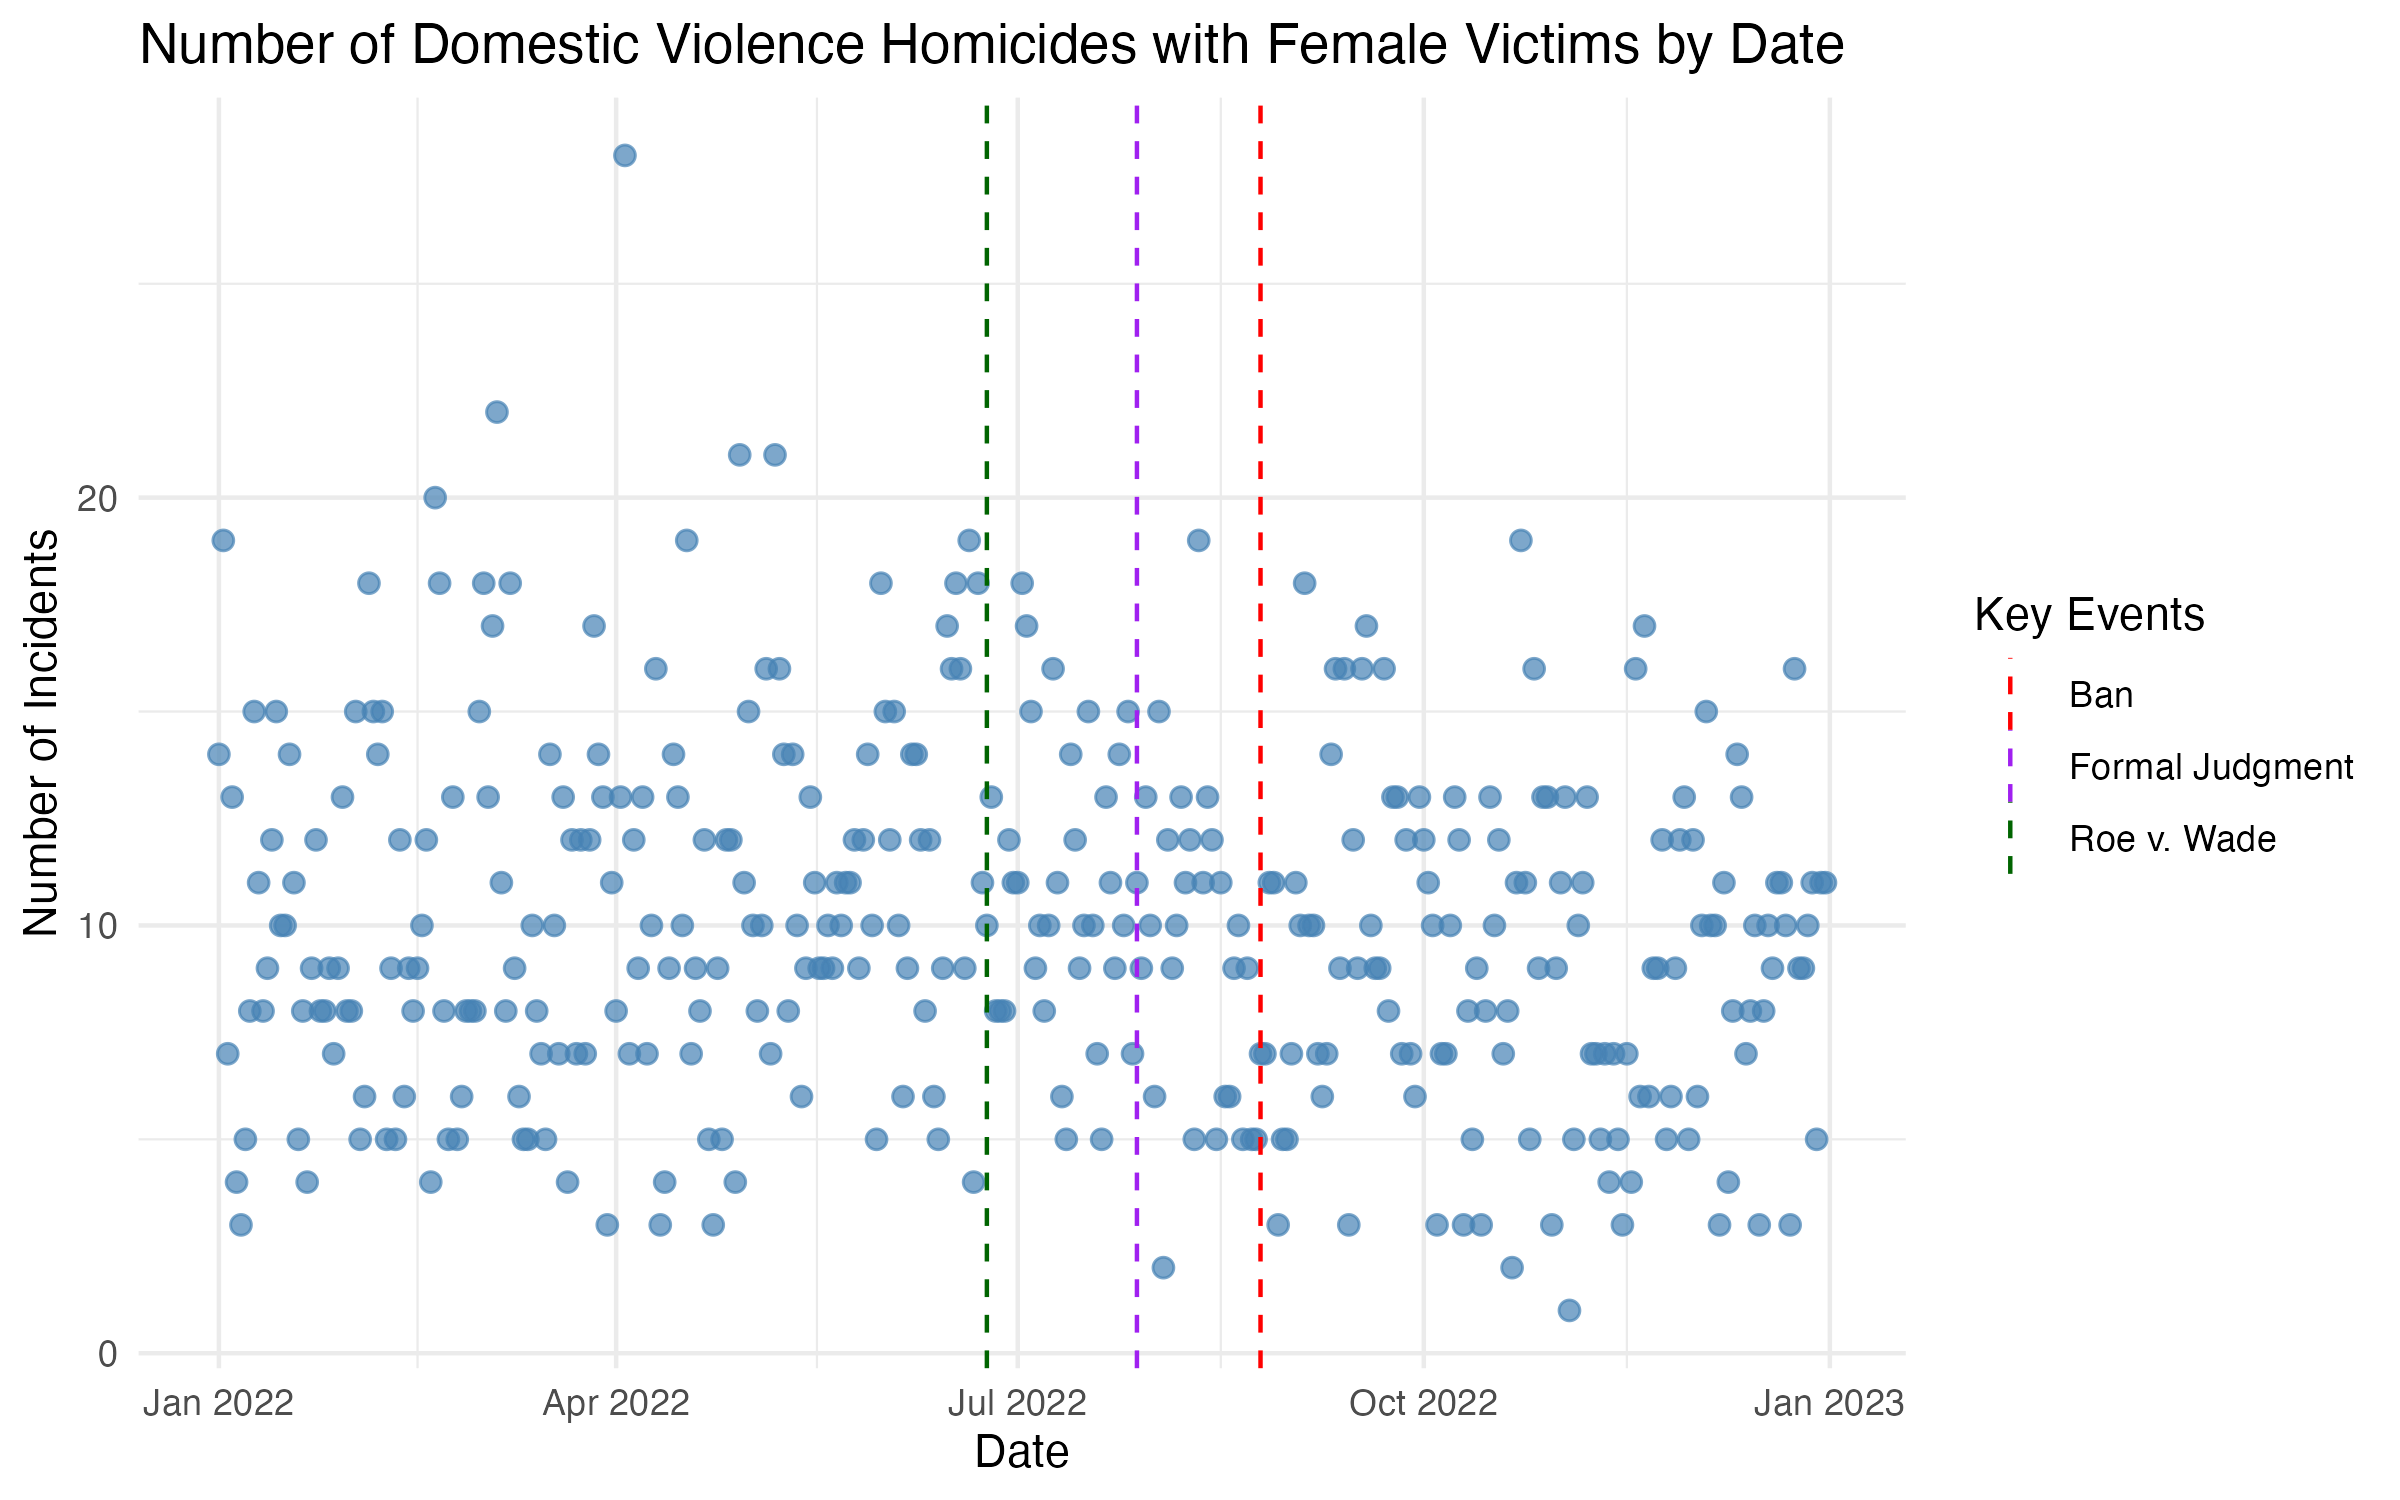 Number of Domestic Violence Homicides with Female Victims by Date
Number of Incidents
20
10
0
Jan 2022
Apr 2022
Jul 2022
Oct 2022
Jan 2023
Date
Key Events
Ban
Formal Judgment
Roe v. Wade